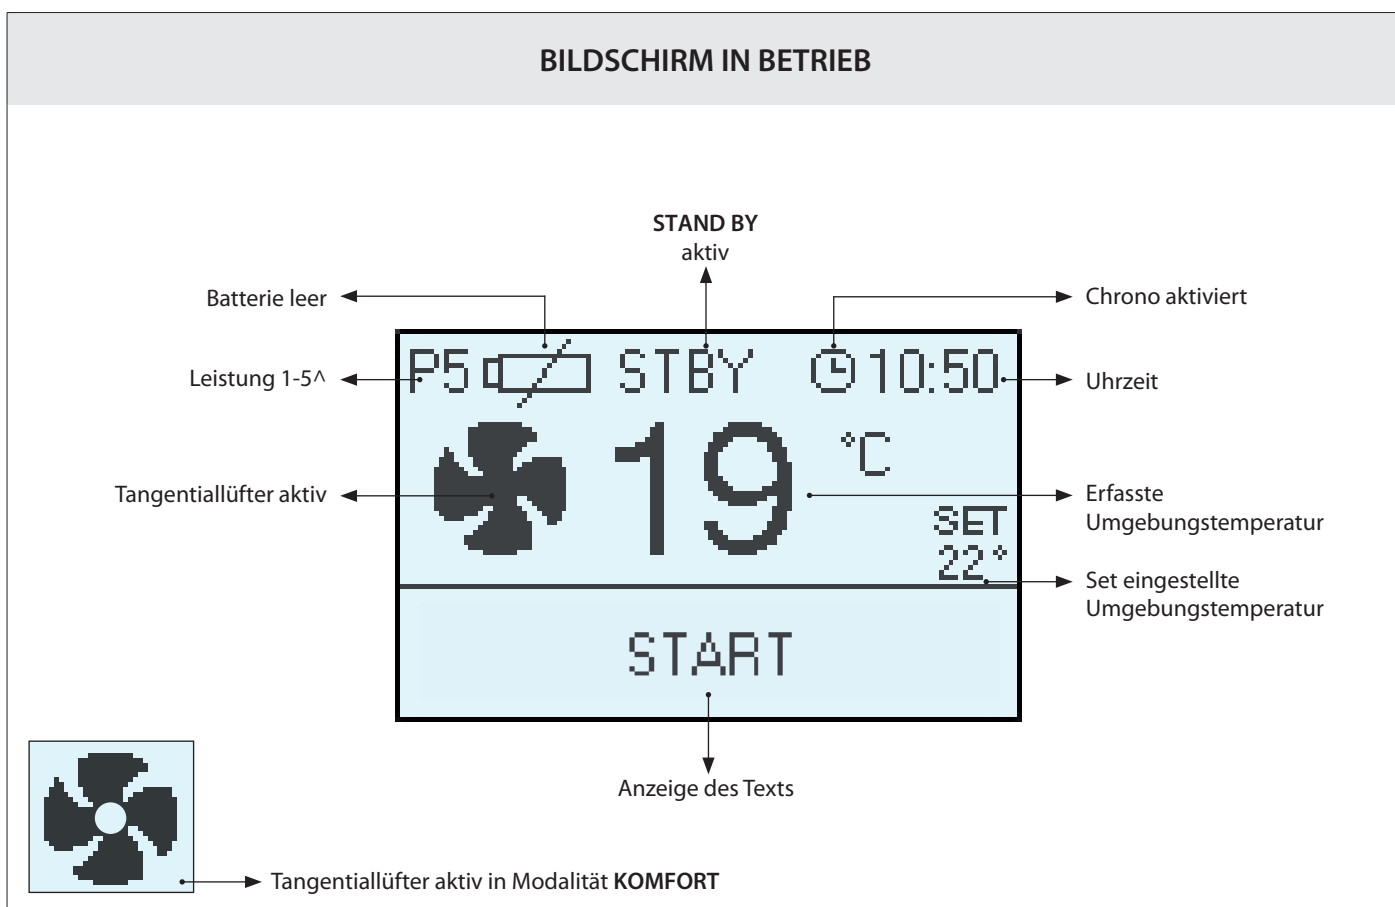 BILDSCHIRM IN BETRIEB
STAND BY
aktiv
Batterie leer
Chrono aktiviert
P5 STBY 10:50
Leistung 1-5^
Uhrzeit
19 °C
Tangentiallüfter aktiv
Erfasste
Umgebungstemperatur
SET
22°
Set eingestellte
Umgebungstemperatur
START
Anzeige des Texts
Tangentiallüfter aktiv in Modalität KOMFORT